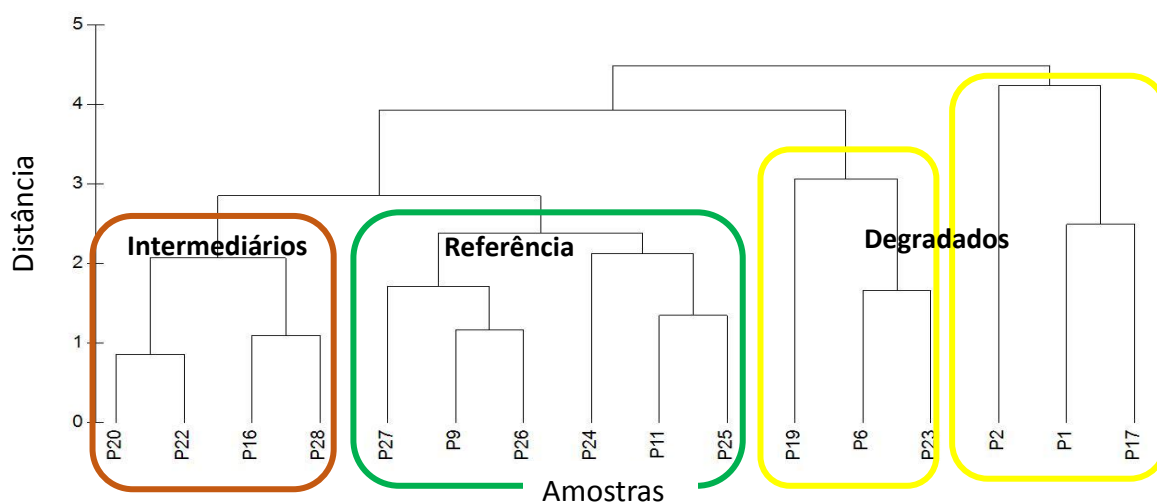 5
4
3
2
1
0
Distância
Intermediários
Referência
Degradados
P20
P22
P16
P28
P27
P9
P26
P24
P11
P25
P19
P6
P23
P2
P1
P17
Amostras